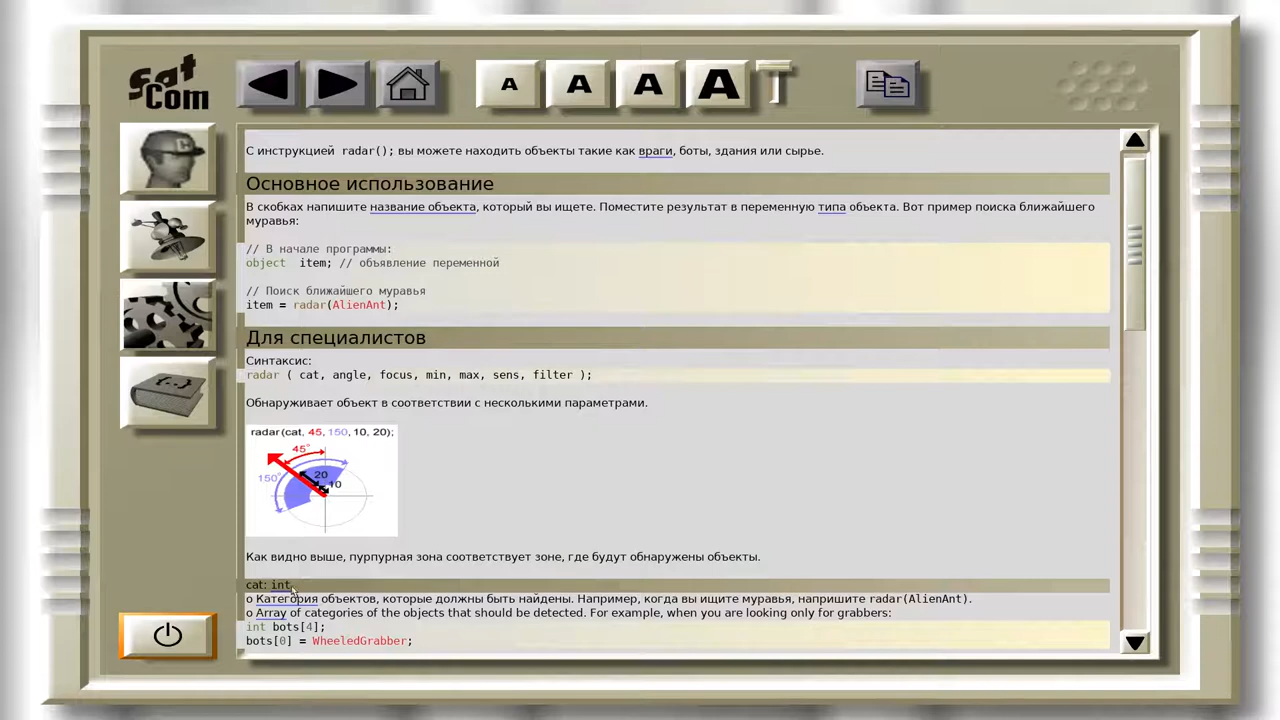 Sat
Com
A A A A
С инструкцией radar(); вы можете находить объекты такие как враги, боты, здания или сырье.
Основное использование
В скобках напишите название объекта, который вы ищете. Поместите результат в переменную типа объекта. Вот пример поиска ближайшего
муравья:
// В начале программы:
object  item; // объявление переменной
// Поиск ближайшего муравья
item = radar(AlienAnt);
Для специалистов
Синтаксис:
radar ( cat, angle, focus, min, max, sens, filter );
Обнаруживает объект в соответствии с несколькими параметрами.
radar(cat, 45, 150, 10, 20);
45°
150°
20
10
Как видно выше, пурпурная зона соответствует зоне, где будут обнаружены объекты.
cat: int,
o Категория объектов, которые должны быть найдены. Например, когда вы ищите муравья, напришите radar(AlienAnt).
o Array of categories of the objects that should be detected. For example, when you are looking only for grabbers:
int bots[4];
bots[0] = WheeledGrabber;